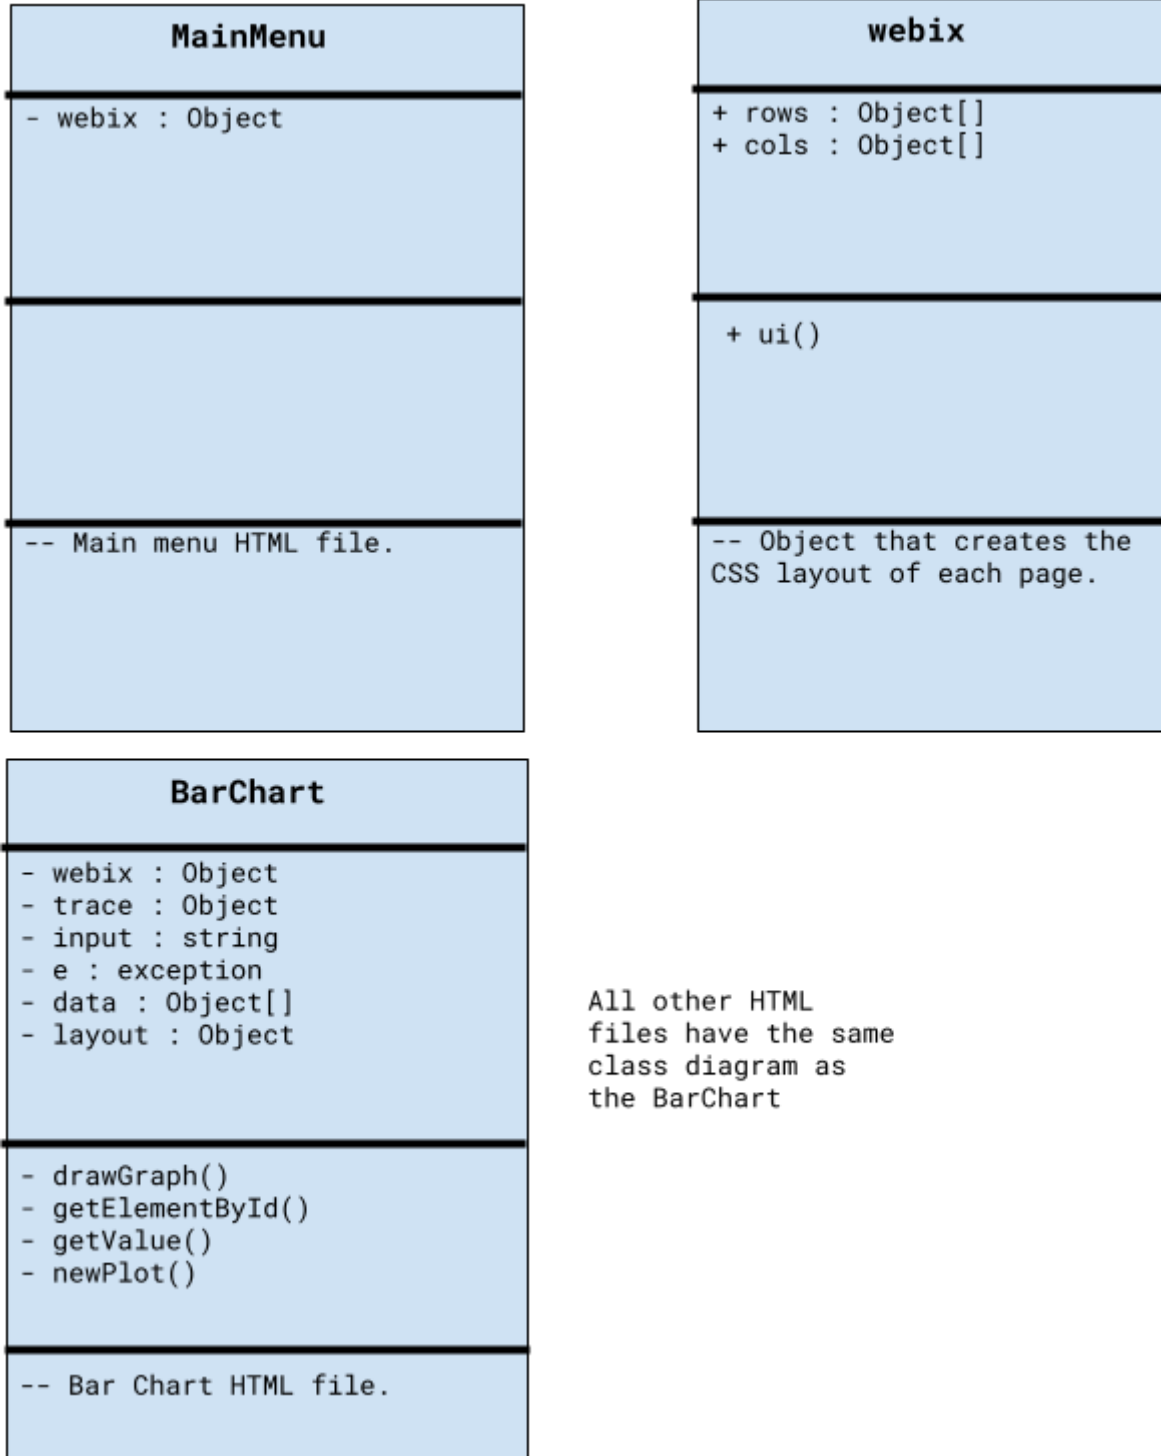 MainMenu
- webix : Object
-- Main menu HTML file.
webix
+ rows : Object[]
+ cols : Object[]
+ ui()
-- Object that creates the
CSS layout of each page.
BarChart
- webix : Object
- trace : Object
- input : string
- e : exception
- data : Object[]
- layout : Object
- drawGraph()
- getElementById()
- getValue()
- newPlot()
-- Bar Chart HTML file.
All other HTML
files have the same
class diagram as
the BarChart